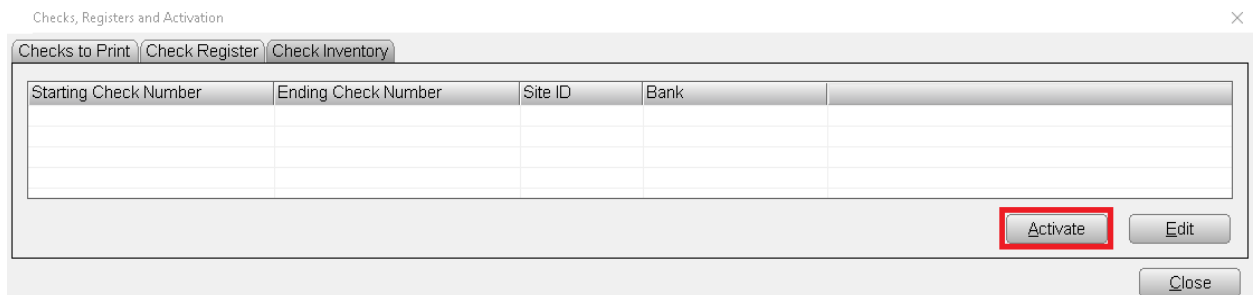 Checks, Registers and Activation
Checks to Print Check Register Check Inventory
Starting Check Number Ending Check Number Site ID Bank
Activate Edit
Close